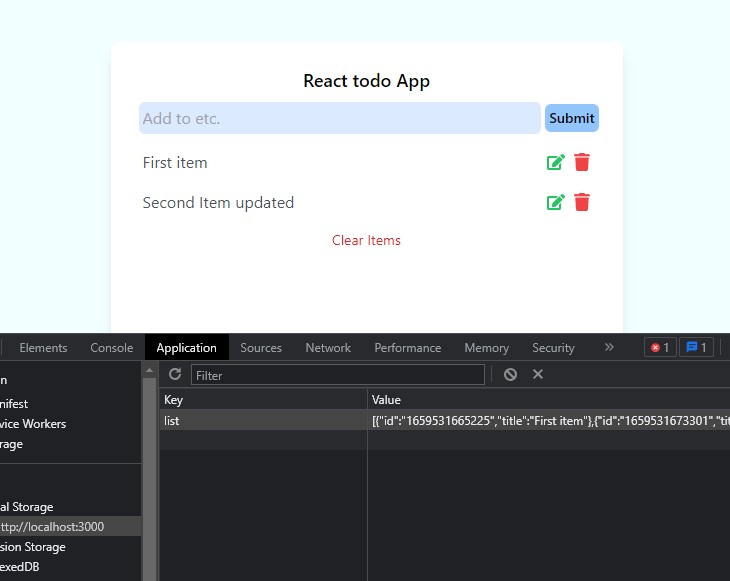 React todo App
Add to etc. Submit
First item
Second Item updated
Clear Items
Elements Console Application Sources Network Performance Memory Security » 1 1
n Filter
Key Value
nifest
list [{"id":"1659531665225","title":"First item"},{"id":"1659531673301","tit
vice Workers
rage
al Storage
ttp://localhost:3000
sion Storage
exedDB